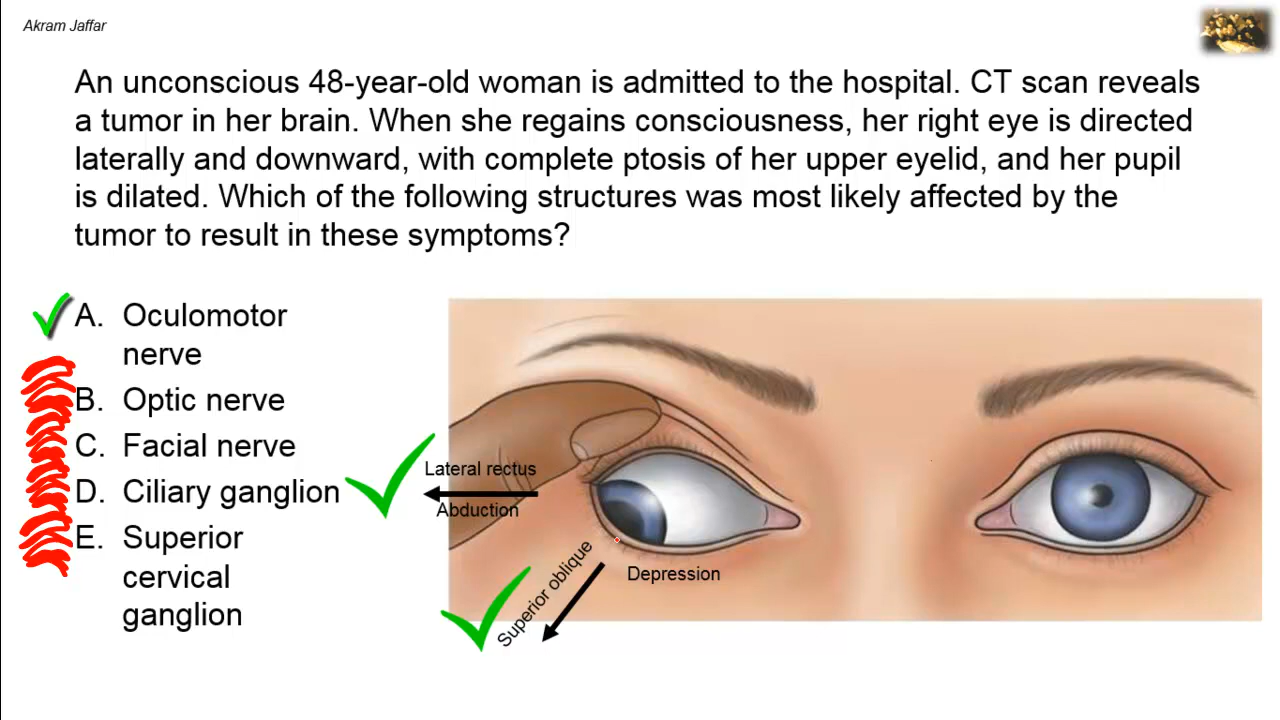 Akram Jaffar
An unconscious 48-year-old woman is admitted to the hospital. CT scan reveals
a tumor in her brain. When she regains consciousness, her right eye is directed
laterally and downward, with complete ptosis of her upper eyelid, and her pupil
is dilated. Which of the following structures was most likely affected by the
tumor to result in these symptoms?
A. Oculomotor
nerve
B. Optic nerve
C. Facial nerve
D. Ciliary ganglion
E. Superior
cervical
ganglion
Lateral rectus
Abduction
Superior oblique
Depression